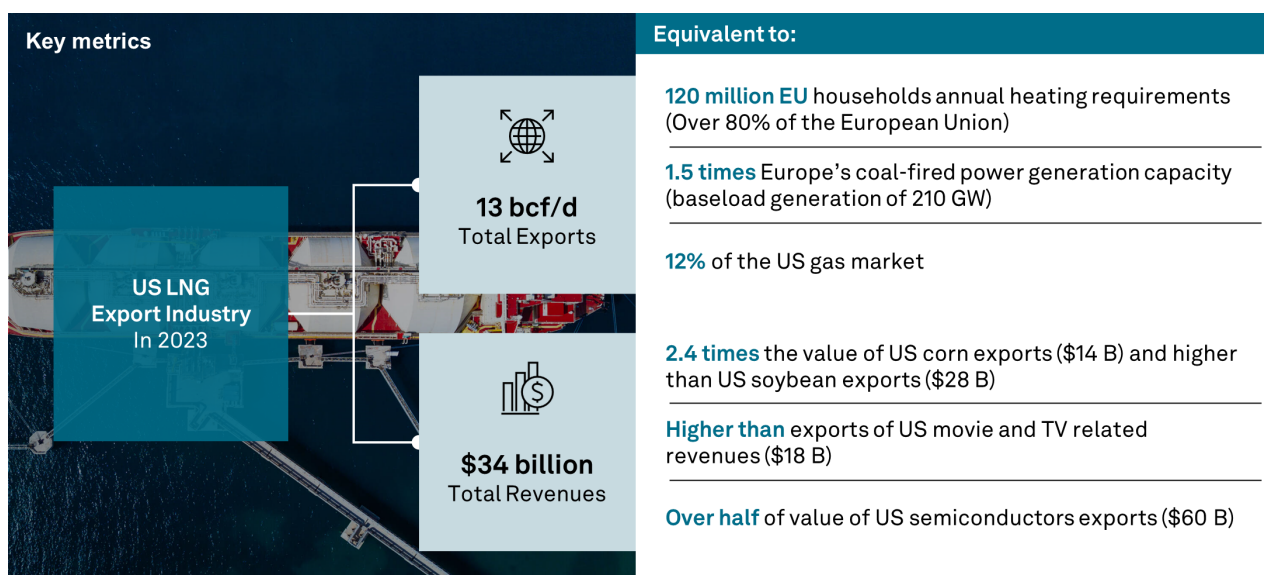 Key metrics
US LNG
Export Industry
In 2023
13 bcf/d
Total Exports
$34 billion
Total Revenues
Equivalent to:
120 million EU households annual heating requirements
(Over 80% of the European Union)
1.5 times Europe’s coal-fired power generation capacity
(baseload generation of 210 GW)
12% of the US gas market
2.4 times the value of US corn exports ($14 B) and higher
than US soybean exports ($28 B)
Higher than exports of US movie and TV related
revenues ($18 B)
Over half of value of US semiconductors exports ($60 B)